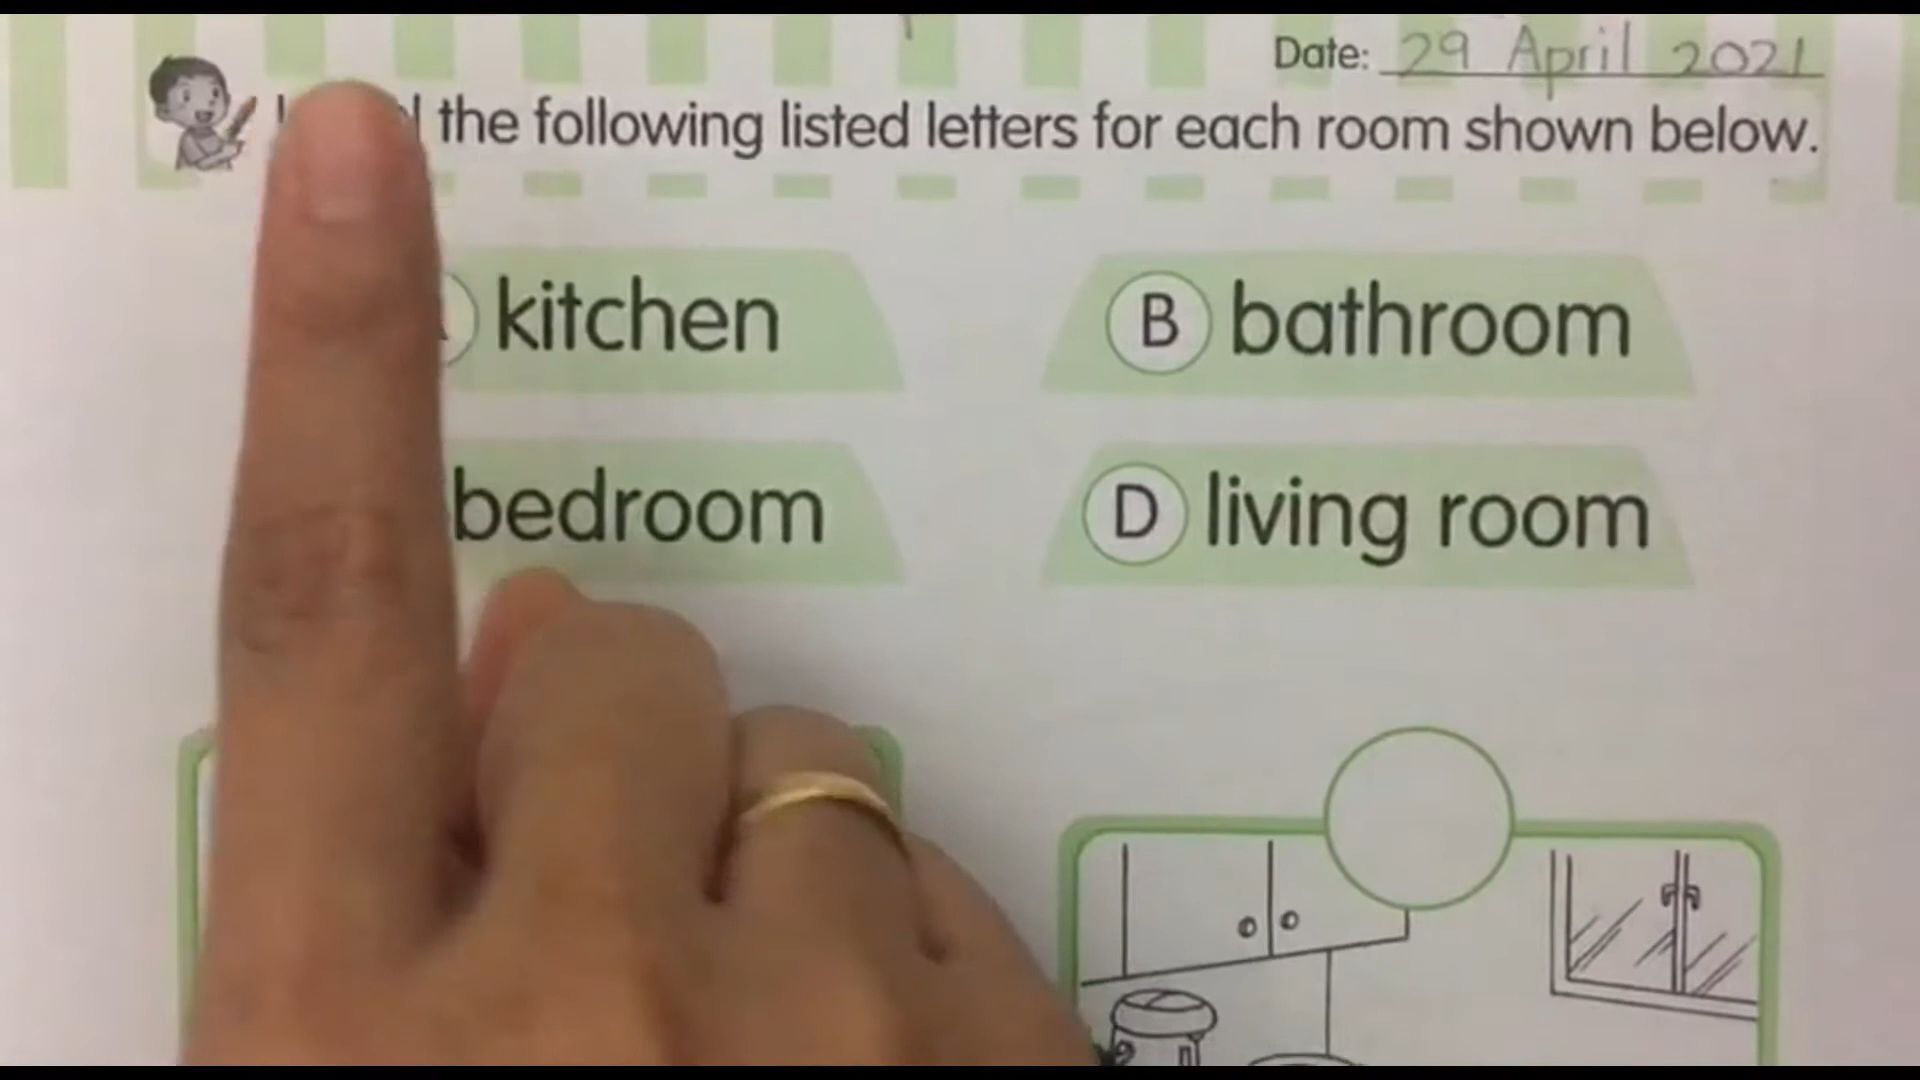 Date: 29 April 2021
the following listed letters for each room shown below.
kitchen
B bathroom
bedroom
D living room